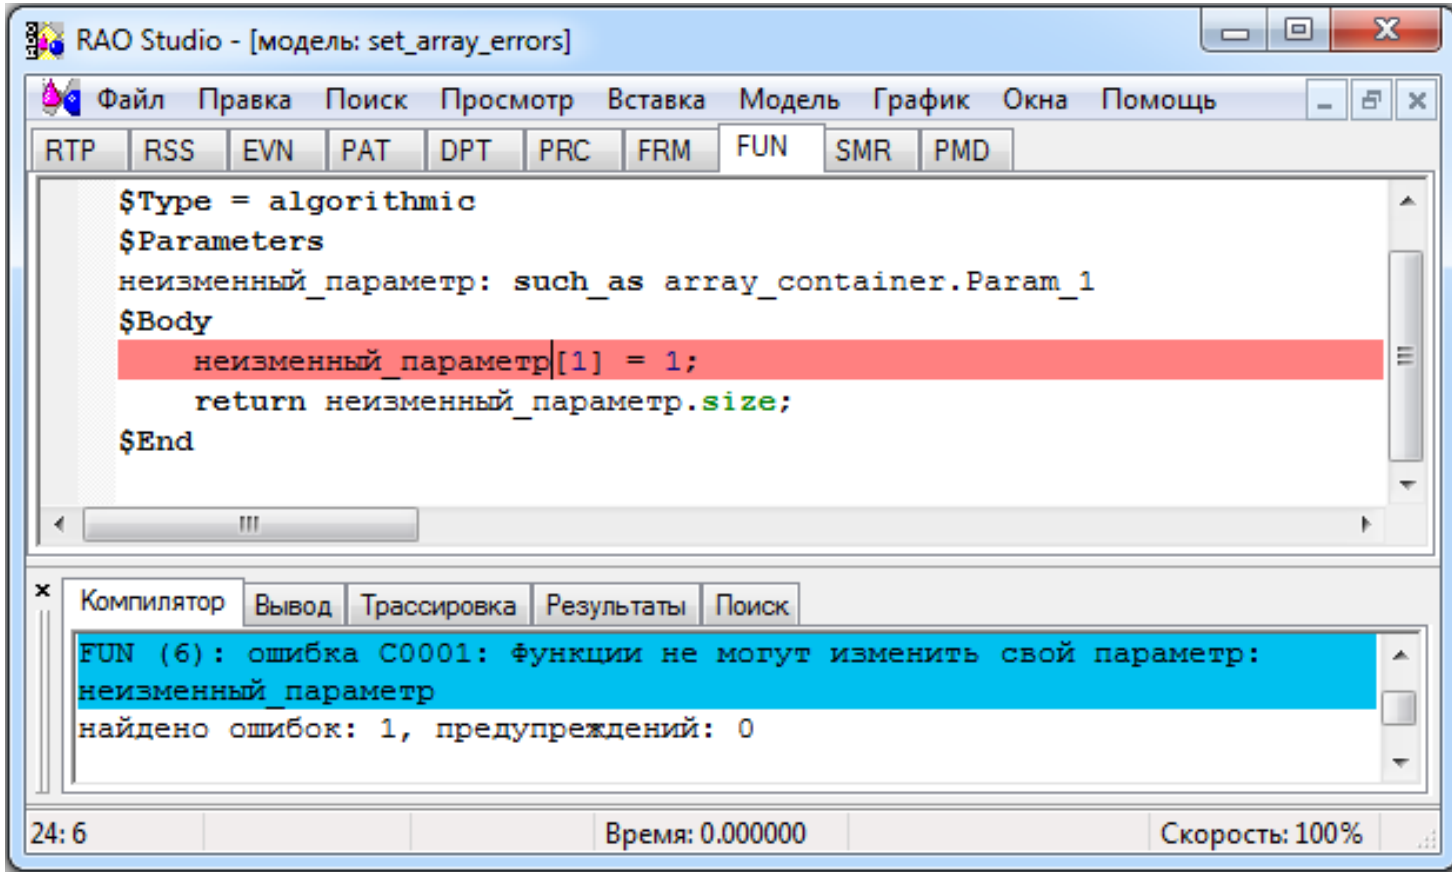 RAO Studio - [модель: set_array_errors]
Файл Правка Поиск Просмотр Вставка Модель График Окна Помощь
RTP RSS EVN PAT DPT PRC FRM FUN SMR PMD
$Type = algorithmic
$Parameters
неизменный_параметр: such_as array_container.Param_1
$Body
неизменный_параметр[1] = 1;
return неизменный_параметр.size;
$End
Компилятор Вывод Трассировка Результаты Поиск
FUN (6): ошибка C0001: Функции не могут изменить свой параметр:
неизменный_параметр
найдено ошибок: 1, предупреждений: 0
24: 6 Время: 0.000000 Скорость: 100%